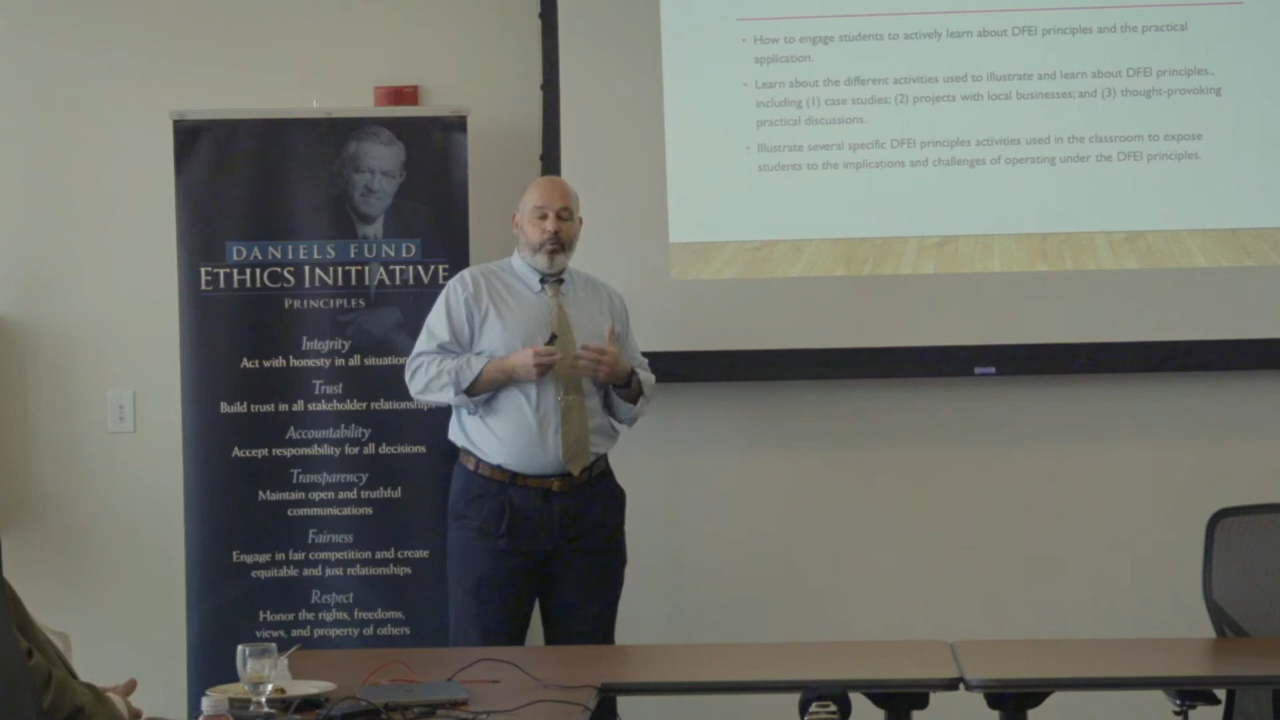 DANIELS FUND
ETHICS INITIATIVE
PRINCIPLES
Integrity
Act with honesty in all situation
Trust
Build trust in all stakeholder relationships
Accountability
Accept responsibility for all decisions
Transparency
Maintain open and truthful
communications
Fairness
Engage in fair competition and create
equitable and just relationships
Respect
Honor the rights, freedoms,
views, and property of others
• How to engage students to actively learn about DFEI principles and the practical
application.
• Learn about the different activities used to illustrate and learn about DFEI principles.,
including (1) case studies; (2) projects with local businesses; and (3) thought-provoking
practical discussions.
• Illustrate several specific DFEI principles activities used in the classroom to expose
students to the implications and challenges of operating under the DFEI principles.